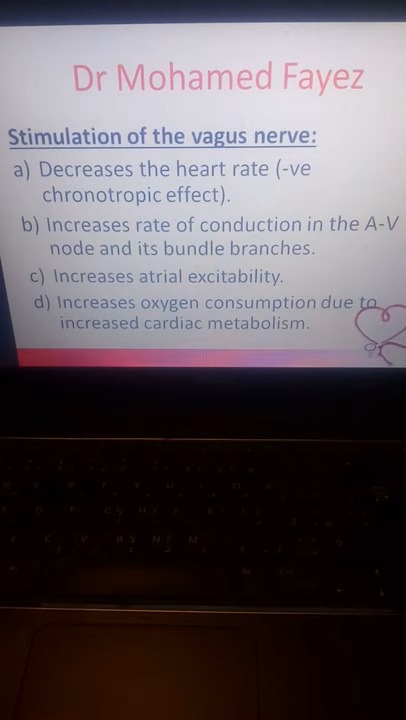 Dr Mohamed Fayez
Stimulation of the vagus nerve:
a) Decreases the heart rate (-ve
chronotropic effect).
b) Increases rate of conduction in the A-V
node and its bundle branches.
c) Increases atrial excitability.
d) Increases oxygen consumption due to
increased cardiac metabolism.